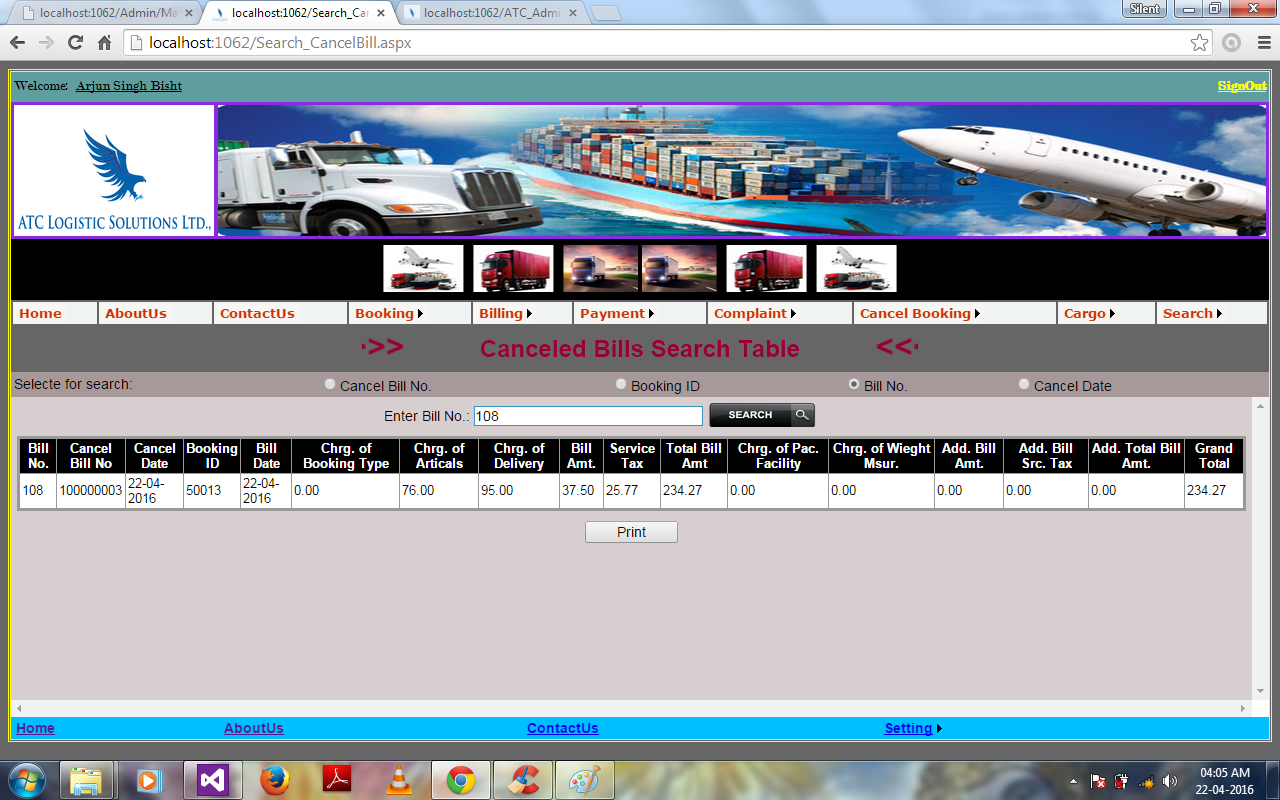 localhost:1062/Admin/Ma
localhost:1062/Search_Ca
localhost:1062/ATC_Admi
Silent
localhost:1062/Search_CancelBill.aspx
Welcome: Arjun Singh Bisht
SignOut
ATC LOGISTIC SOLUTIONS LTD.,
Home AboutUs ContactUs Booking Billing Payment Complaint Cancel Booking Cargo Search
·>> Canceled Bills Search Table <<·
Selecte for search: Cancel Bill No. Booking ID Bill No. Cancel Date
Enter Bill No.: 108 SEARCH
Bill No. Cancel Bill No Cancel Date Booking ID Bill Date Chrg. of Booking Type Chrg. of Articals Chrg. of Delivery Bill Amt. Service Tax Total Bill Amt Chrg. of Pac. Facility Chrg. of Wieght Msur. Add. Bill Amt. Add. Bill Src. Tax Add. Total Bill Amt. Grand Total
108 100000003 22-04-2016 50013 22-04-2016 0.00 76.00 95.00 37.50 25.77 234.27 0.00 0.00 0.00 0.00 0.00 234.27
Print
Home AboutUs ContactUs Setting
04:05 AM
22-04-2016